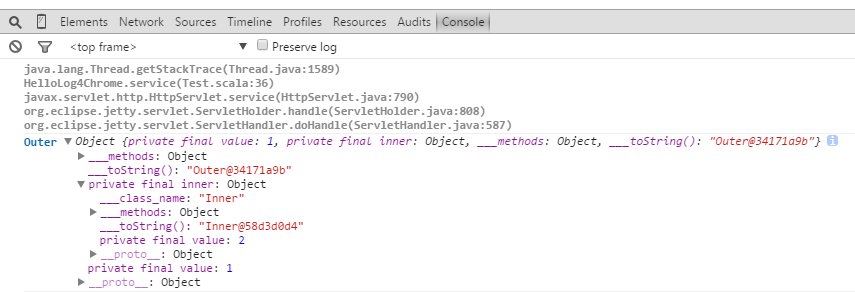 Elements Network Sources Timeline Profiles Resources Audits Console
<top frame> ▼ Preserve log
java.lang.Thread.getStackTrace(Thread.java:1589)
HelloLog4Chrome.service(Test.scala:36)
javax.servlet.http.HttpServlet.service(HttpServlet.java:790)
org.eclipse.jetty.servlet.ServletHolder.handle(ServletHolder.java:808)
org.eclipse.jetty.servlet.ServletHandler.doHandle(ServletHandler.java:587)
Outer ▼Object {private final value: 1, private final inner: Object, ___methods: Object, ___toString(): "Outer@34171a9b"} i
▶___methods: Object
___toString(): "Outer@34171a9b"
▼private final inner: Object
___class_name: "Inner"
▶___methods: Object
___toString(): "Inner@58d3d0d4"
private final value: 2
▶__proto__: Object
private final value: 1
▶__proto__: Object